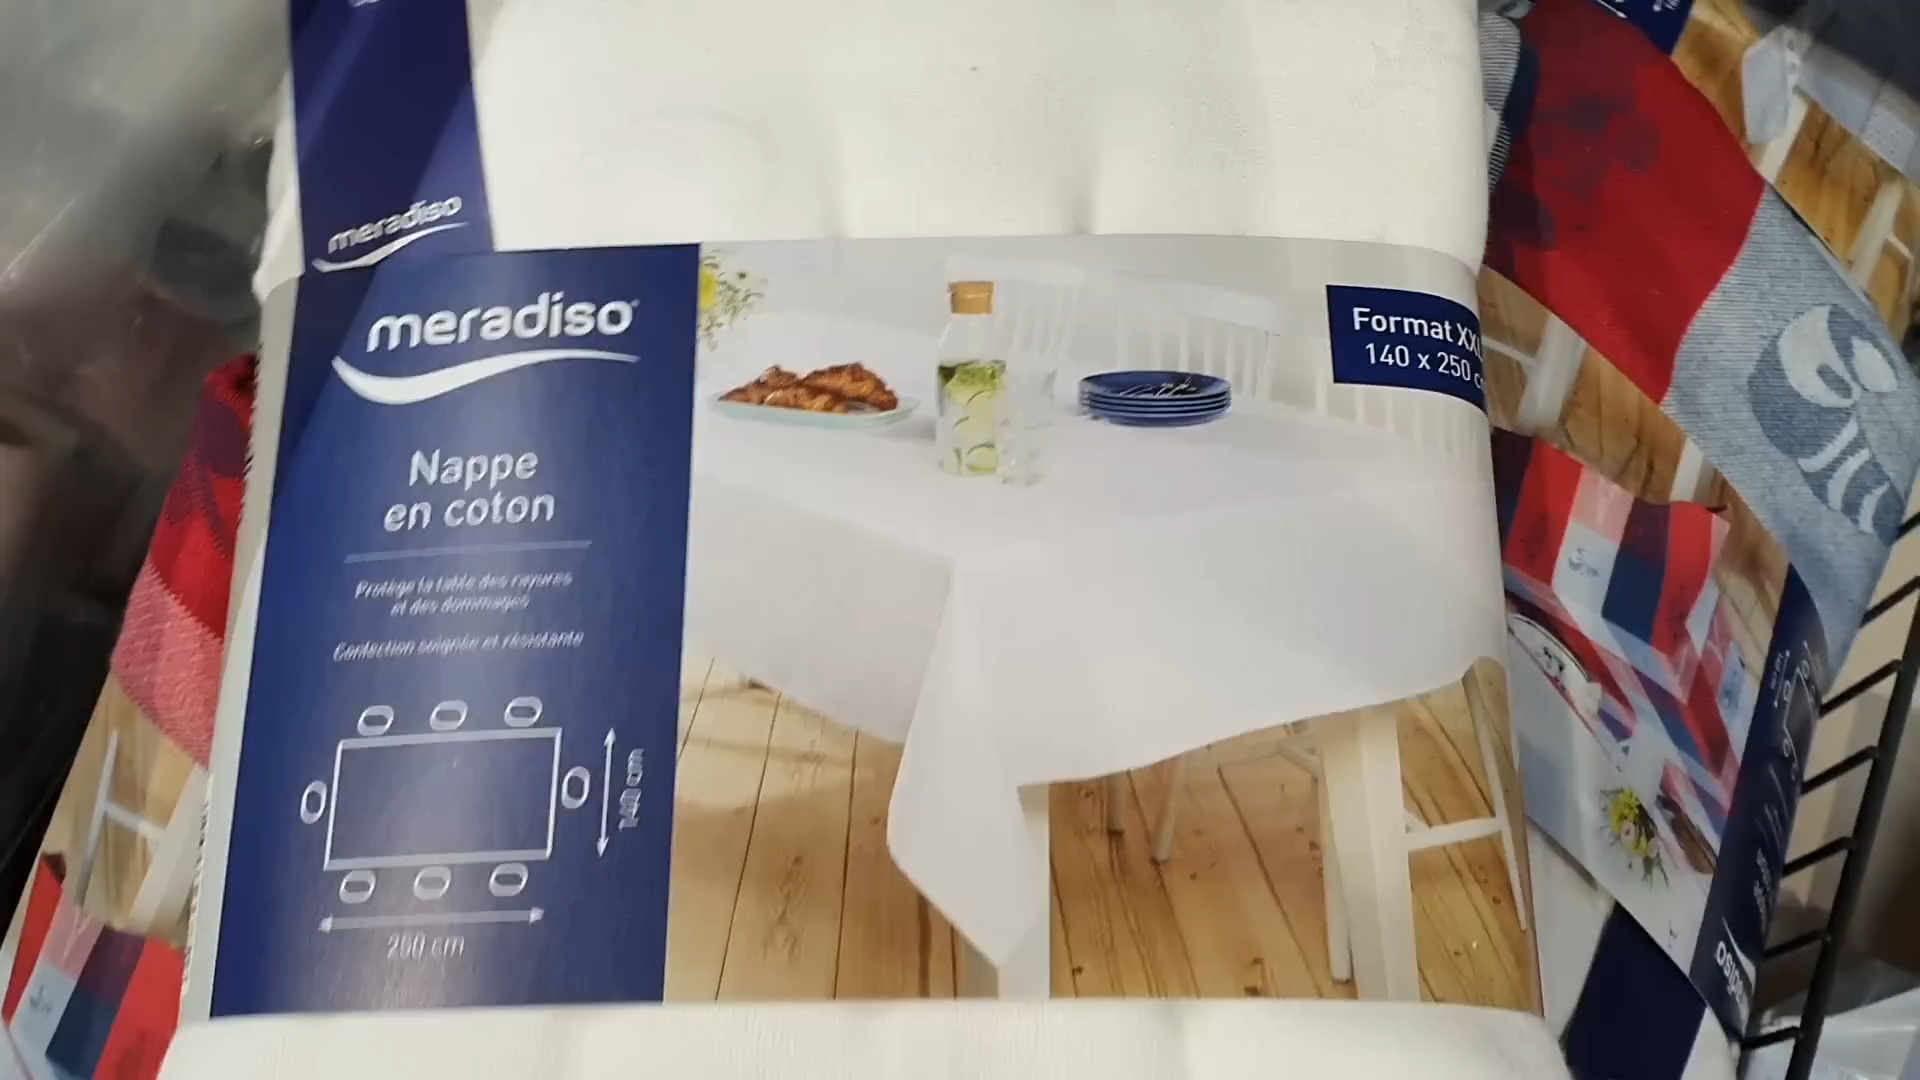 meradiso
meradiso
Nappe
en coton
Protège la table des rayures
et des dommages
Confection soignée et résistante
140 cm
250 cm
Format XXL
140 x 250 c